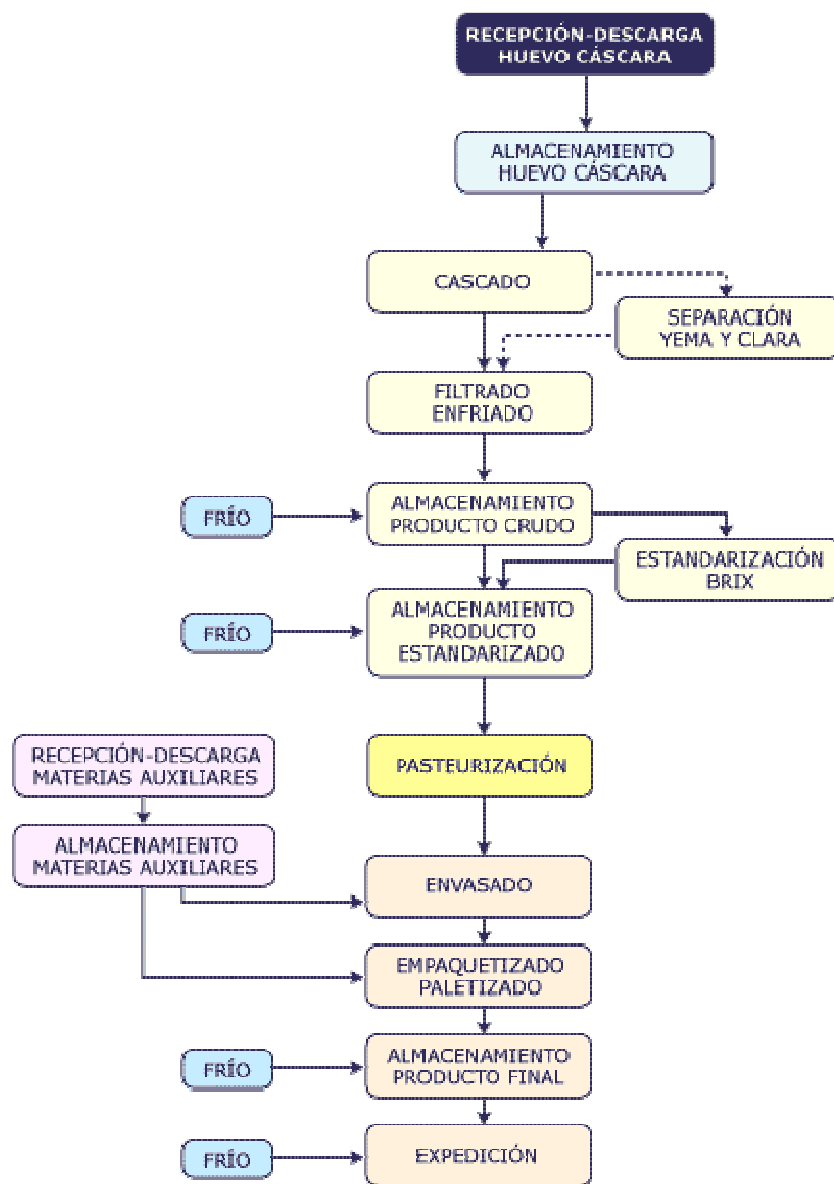 RECEPCIÓN-DESCARGA
HUEVO CÁSCARA
ALMACENAMIENTO
HUEVO CÁSCARA
CASCADO
SEPARACIÓN
YEMA Y CLARA
FILTRADO
ENFRIADO
FRÍO
ALMACENAMIENTO
PRODUCTO CRUDO
ESTANDARIZACIÓN
BRIX
FRÍO
ALMACENAMIENTO
PRODUCTO
ESTANDARIZADO
RECEPCIÓN-DESCARGA
MATERIAS AUXILIARES
PASTEURIZACIÓN
ALMACENAMIENTO
MATERIAS AUXILIARES
ENVASADO
EMPAQUETIZADO
PALETIZADO
FRÍO
ALMACENAMIENTO
PRODUCTO FINAL
FRÍO
EXPEDICIÓN